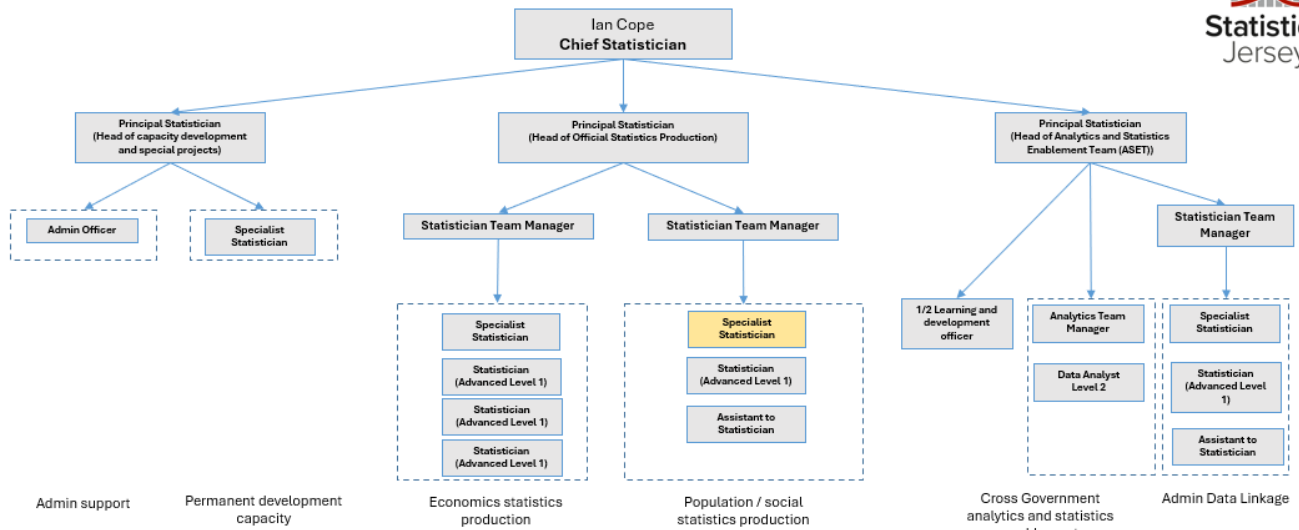 Ian Cope
Chief Statistician
Jersey
Principal Statistician
(Head of capacity development
and special projects)
Principal Statistician
(Head of Official Statistics Production)
Principal Statistician
(Head of Analytics and Statistics
Enablement Team (ASET))
Admin Officer
Specialist
Statistician
Statistician Team Manager
Statistician Team Manager
Statistician Team
Manager
Specialist
Statistician
Statistician
(Advanced Level 1)
Statistician
(Advanced Level 1)
Statistician
(Advanced Level 1)
Specialist
Statistician
Statistician
(Advanced Level 1)
Assistant to
Statistician
1/2 Learning and
development
officer
Analytics Team
Manager
Data Analyst
Level 2
Specialist
Statistician
Statistician
(Advanced Level
1)
Assistant to
Statistician
Admin support
Permanent development
capacity
Economics statistics
production
Population / social
statistics production
Cross Government
analytics and statistics
Admin Data Linkage